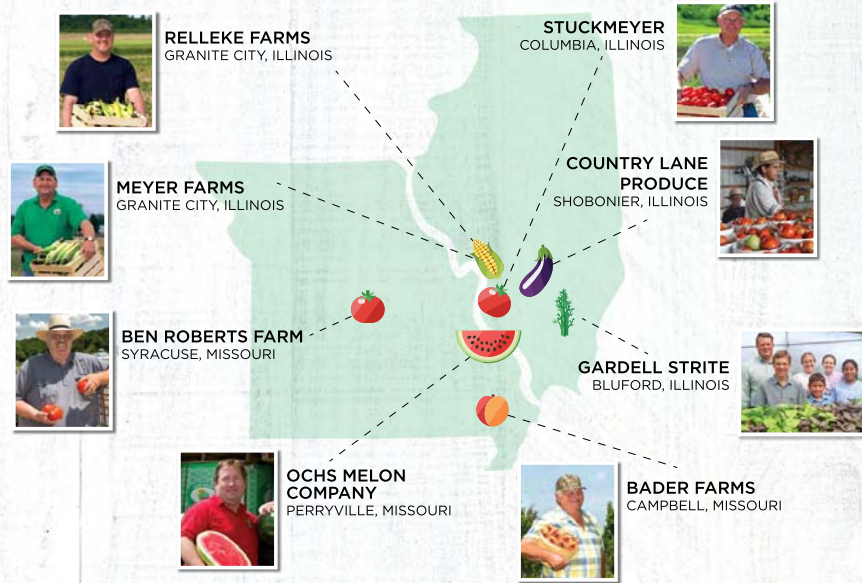 RELLEKE FARMS
GRANITE CITY, ILLINOIS
STUCKMEYER
COLUMBIA, ILLINOIS
MEYER FARMS
GRANITE CITY, ILLINOIS
COUNTRY LANE
PRODUCE
SHOBONIER, ILLINOIS
BEN ROBERTS FARM
SYRACUSE, MISSOURI
GARDELL STRITE
BLUFORD, ILLINOIS
OCHS MELON
COMPANY
PERRYVILLE, MISSOURI
BADER FARMS
CAMPBELL, MISSOURI